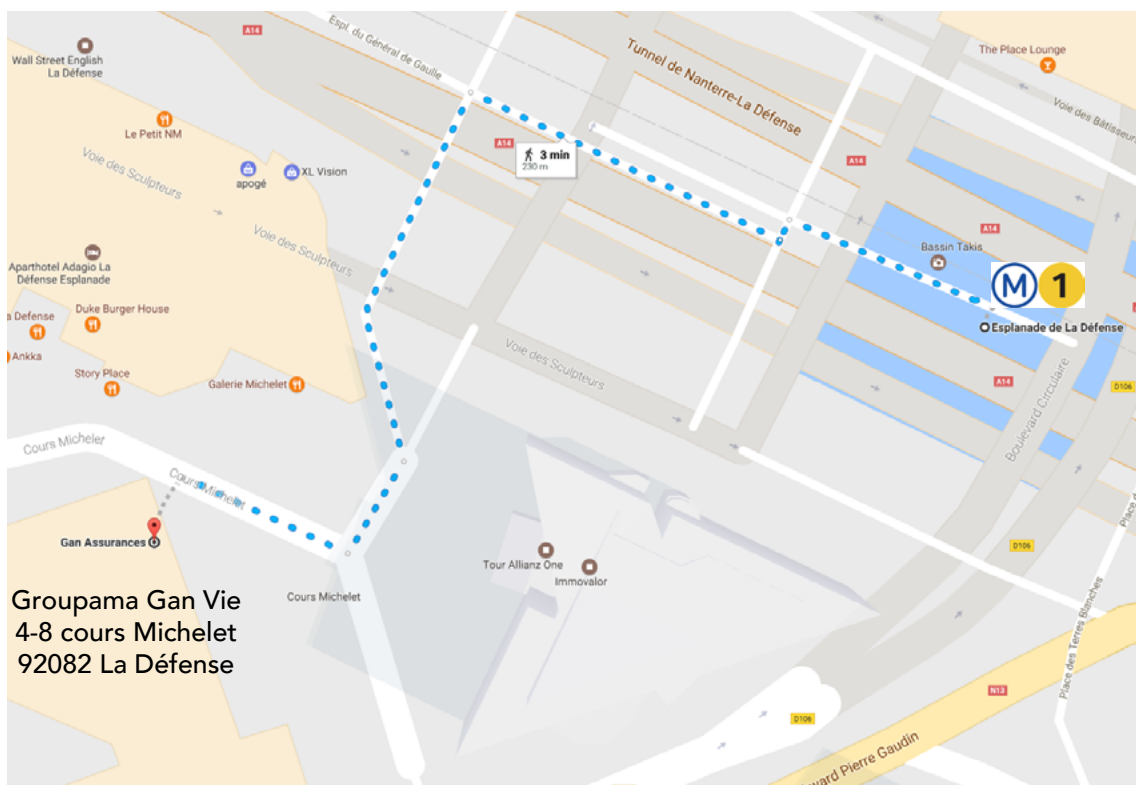 A14
Espl. du Général de Gaulle
Wall Street English
La Défense
Tunnel de Nanterre-La Défense
The Place Lounge
Voie des Bâtisseurs
Le Petit NM
A14
3 min
230 m
A14
Voie des Sculpteurs
apogé
XL Vision
Voie des Sculpteurs
A14
Bassin Takis
M 1
Aparthotel Adagio La
Défense Esplanade
a Defense
Duke Burger House
Esplanade de La Défense
Ankka
Story Place
Galerie Michelet
Voie des Sculpteurs
A14
D106
Boulevard Circulaire
Cours Michelet
Cours Michelet
Place d
Gan Assurances
D106
Tour Allianz One
Immovalor
Cours Michelet
Groupama Gan Vie
4-8 cours Michelet
92082 La Défense
Place des Terres Blanches
N13
D106
vard Pierre Gaudin